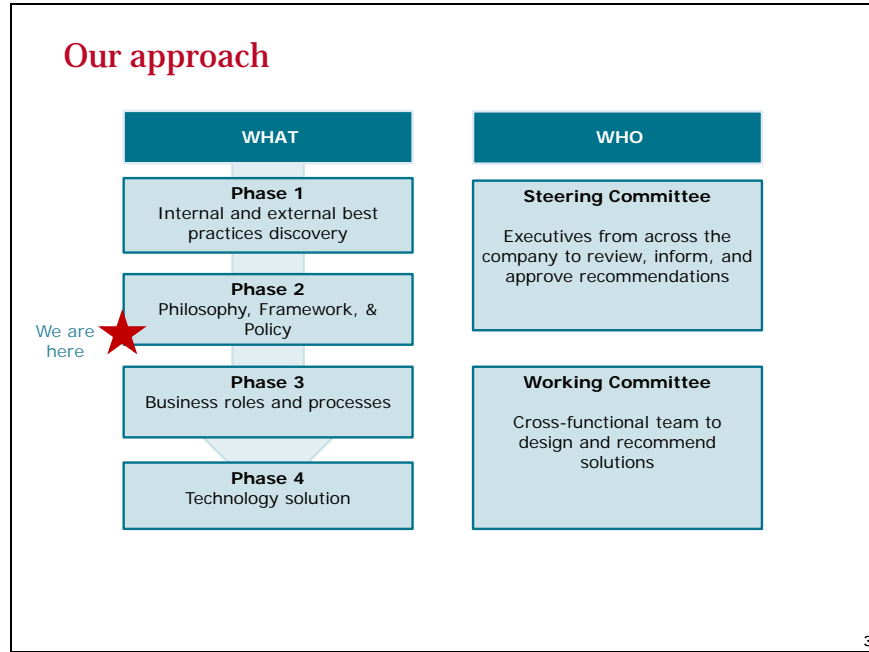 Our approach
WHAT
Phase 1
Internal and external best
practices discovery
Phase 2
Philosophy, Framework, &
Policy
We are
here
Phase 3
Business roles and processes
Phase 4
Technology solution
WHO
Steering Committee
Executives from across the
company to review, inform, and
approve recommendations
Working Committee
Cross-functional team to
design and recommend
solutions
3